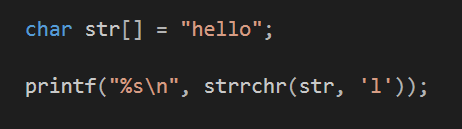 char str[] = "hello";
printf("%s\n", strrchr(str, 'l'));